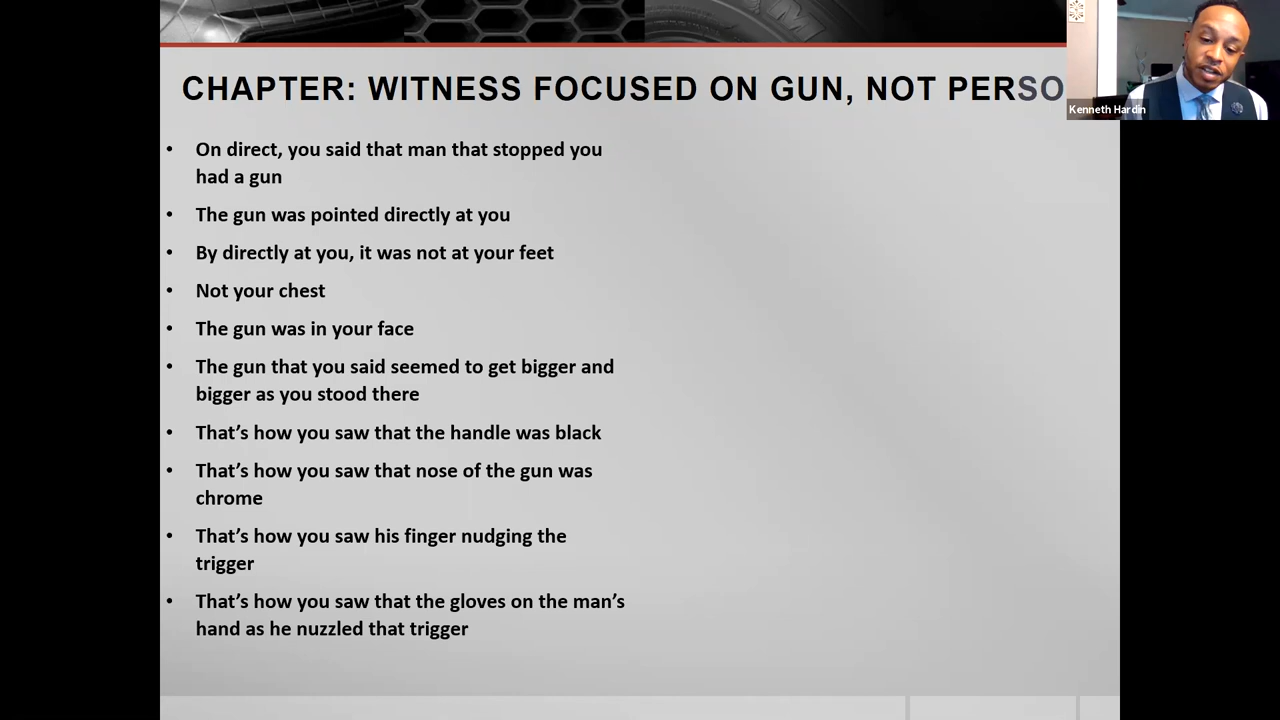 CHAPTER: WITNESS FOCUSED ON GUN, NOT PERSO
Kenneth Hardin
• On direct, you said that man that stopped you
had a gun
• The gun was pointed directly at you
• By directly at you, it was not at your feet
• Not your chest
• The gun was in your face
• The gun that you said seemed to get bigger and
bigger as you stood there
• That’s how you saw that the handle was black
• That’s how you saw that nose of the gun was
chrome
• That’s how you saw his finger nudging the
trigger
• That’s how you saw that the gloves on the man’s
hand as he nuzzled that trigger